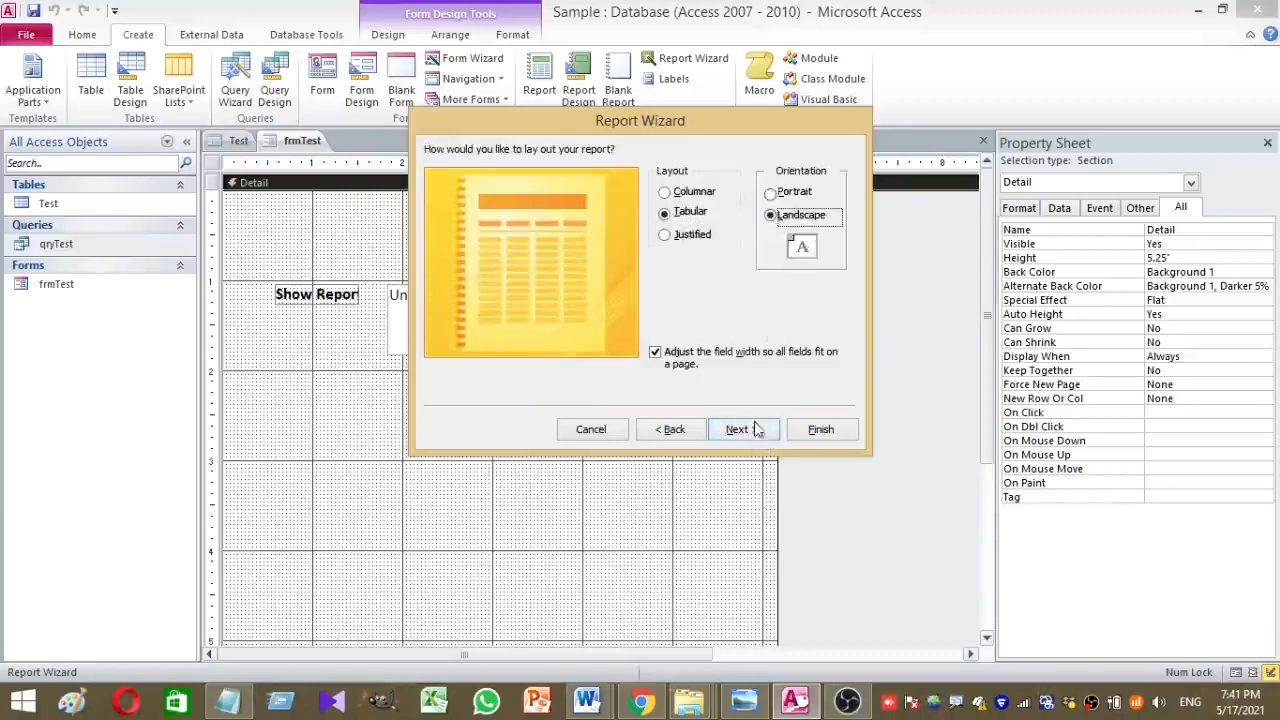 Form Design Tools
Sample : Database (Access 2007 - 2010) - Microsoft Access
File Home Create External Data Database Tools Design Arrange Format
Application Parts
Table
Table Design
SharePoint Lists
Query Wizard
Query Design
Form
Form Design
Blank
Form Wizard
Navigation
More Forms
Report
Report Design
Blank Report
Report Wizard
Labels
Macro
Module
Class Module
Visual Basic
Templates
Tables
Queries
All Access Objects
Search...
Tables
Test
Queries
qryTest
Forms
frmTest
Test
frmTest
1
2
8
Detail
1
2
3
4
5
Show Report
Un
Report Wizard
How would you like to lay out your report?
Layout
Columnar
Tabular
Justified
Orientation
Portrait
Landscape
A
Adjust the field width so all fields fit on
a page.
Cancel
< Back
Next
Finish
Property Sheet
Selection type: Section
Detail
Format Data Event Other All
Name Detail
Visible Yes
Height 5.25"
Back Color Background 1
Alternate Back Color Background 1, Darker 5%
Special Effect Flat
Auto Height Yes
Can Grow No
Can Shrink No
Display When Always
Keep Together No
Force New Page None
New Row Or Col None
On Click
On Dbl Click
On Mouse Down
On Mouse Up
On Mouse Move
On Paint
Tag
Report Wizard
Num Lock
ENG
7:41 PM
5/17/2021